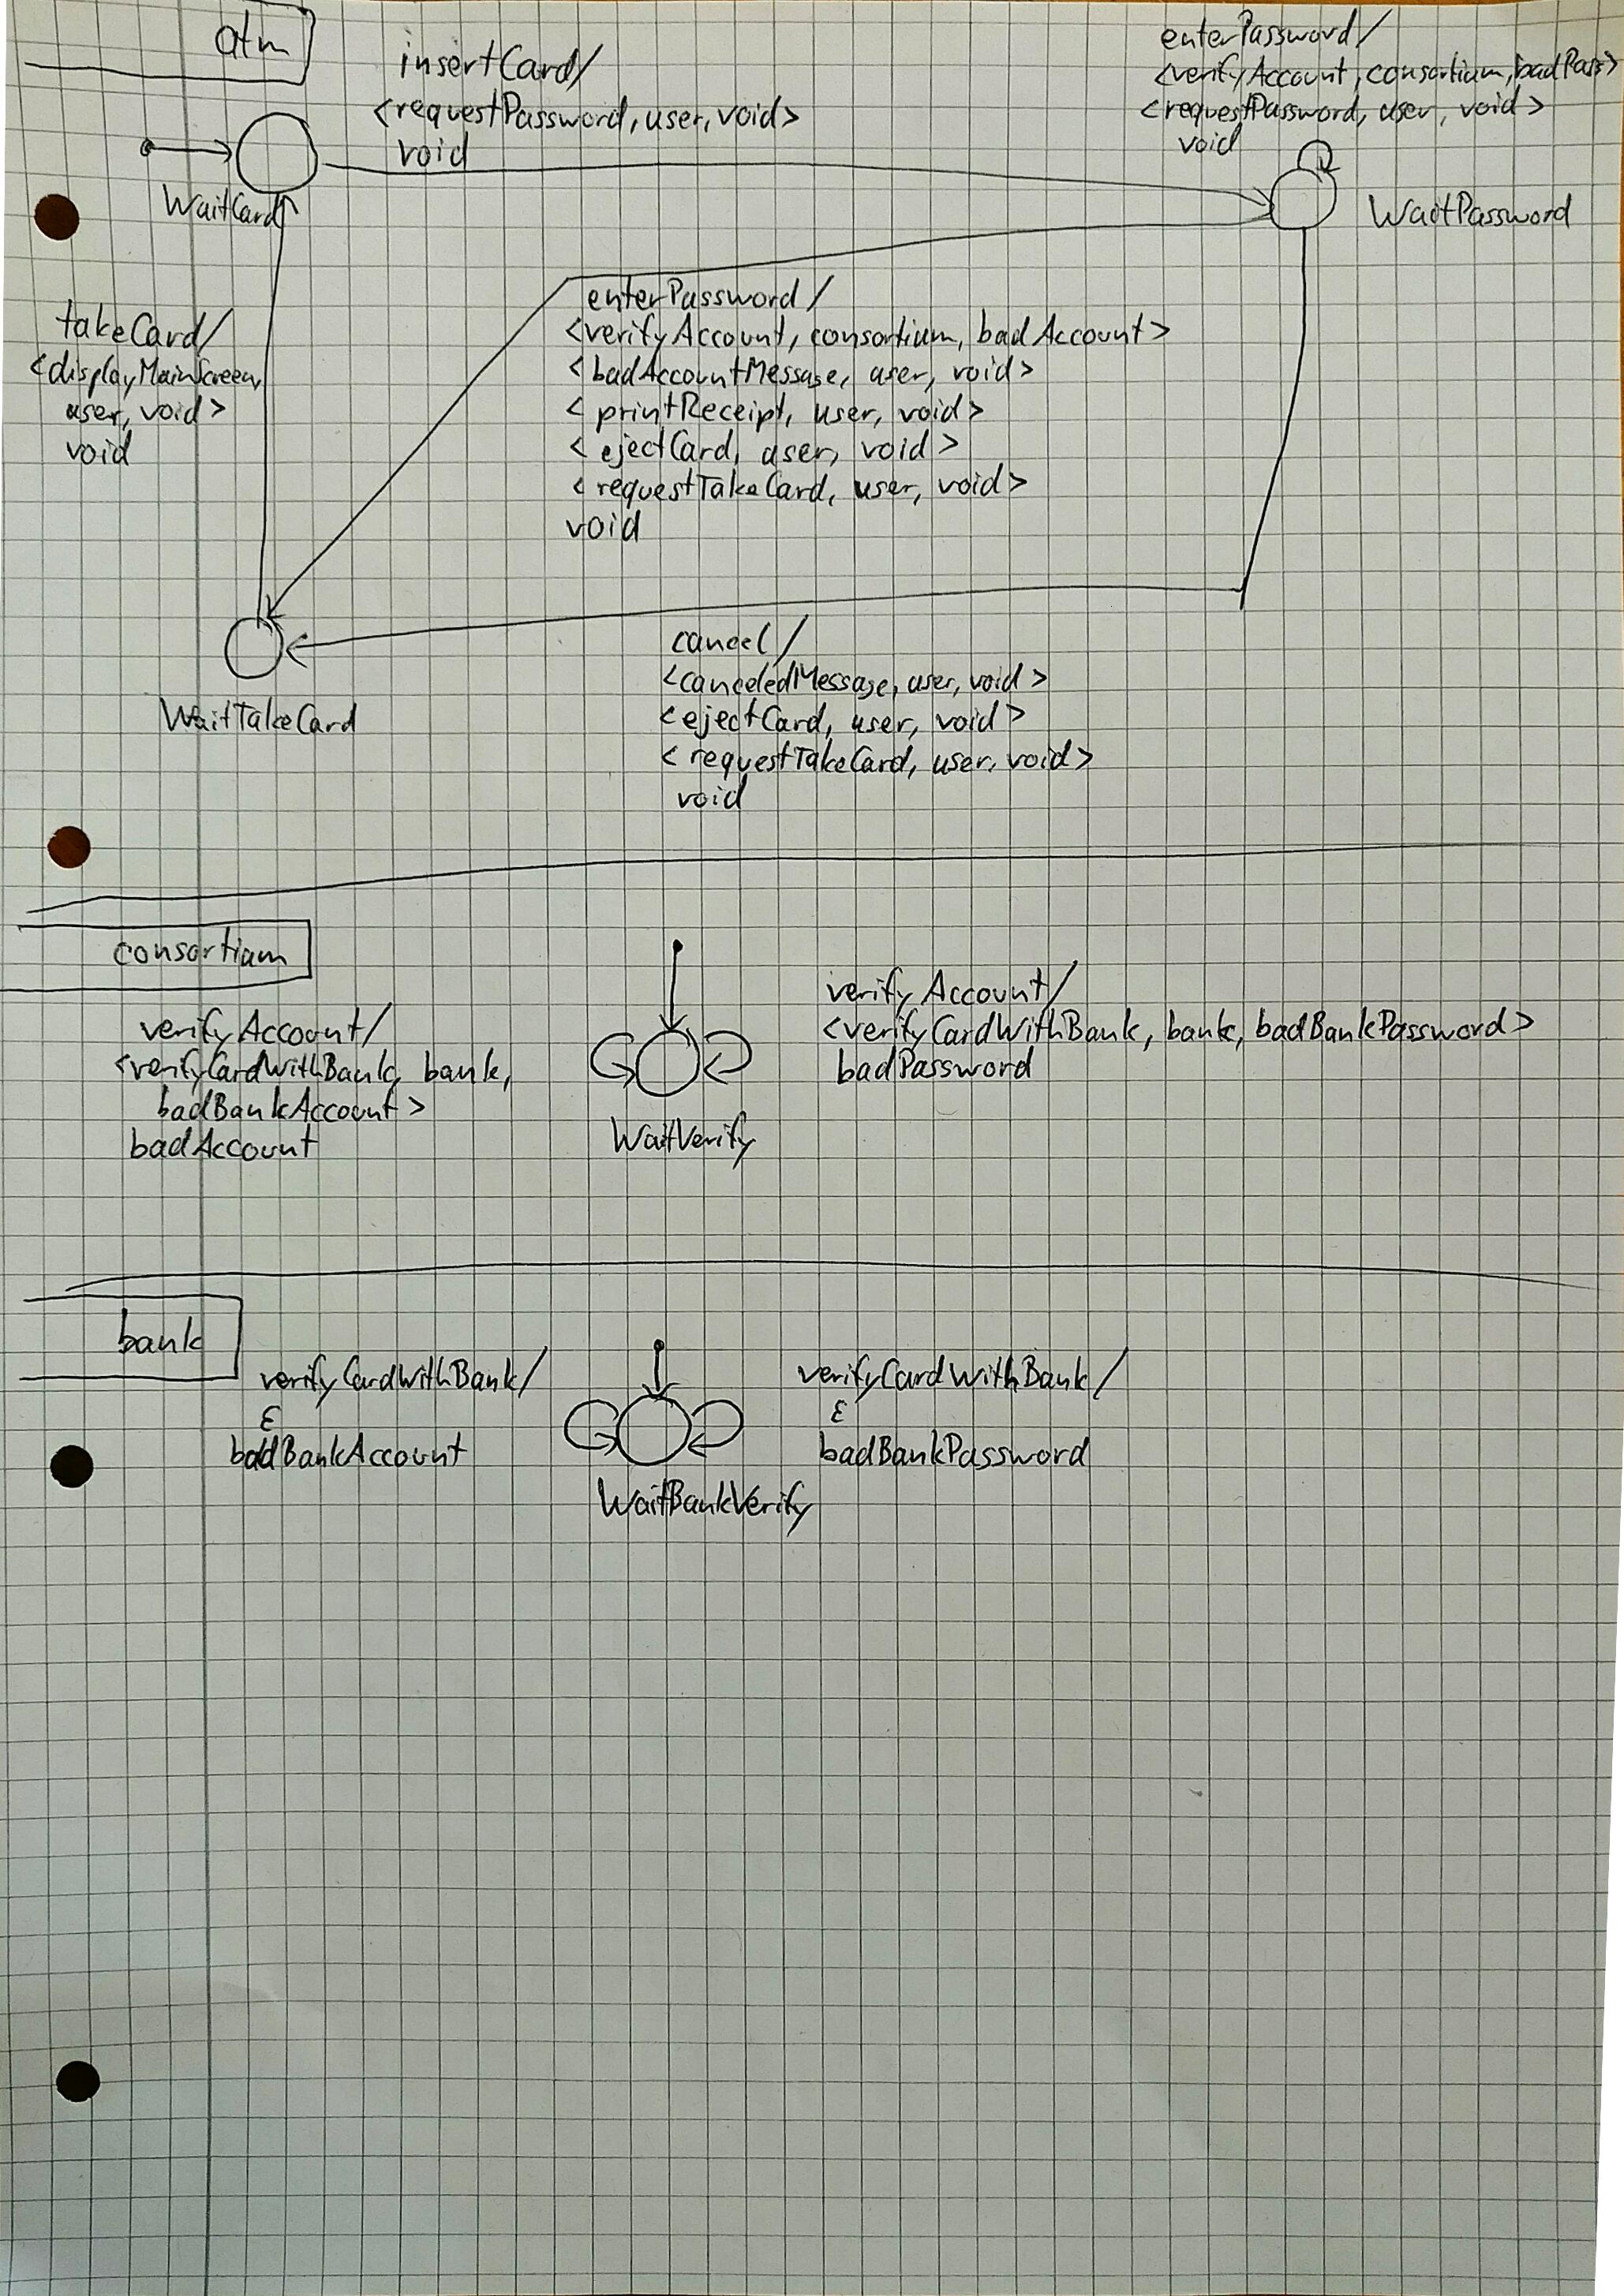 atm
insertCard/
<requestPassword, user, void>
void
enterPassword/
<verifyAccount, consortium, badPass>
<requestPassword, user, void>
void
WaitCard
WaitPassword
takeCard/
<displayMainScreen,
user, void>
void
enterPassword/
<verifyAccount, consortium, badAccount>
<badAccountMessage, user, void>
<printReceipt, user, void>
<ejectCard, user, void>
<requestTakeCard, user, void>
void
WaitTakeCard
cancel/
<canceledMessage, user, void>
<ejectCard, user, void>
<requestTakeCard, user, void>
void
consortium
verifyAccount/
<verifyCardWithBank, bank,
badBankAccount>
badAccount
WaitVerify
verifyAccount/
<verifyCardWithBank, bank, badBankPassword>
badPassword
bank
verifyCardWithBank/
ε
badBankAccount
WaitBankVerify
verifyCardWithBank/
ε
badBankPassword